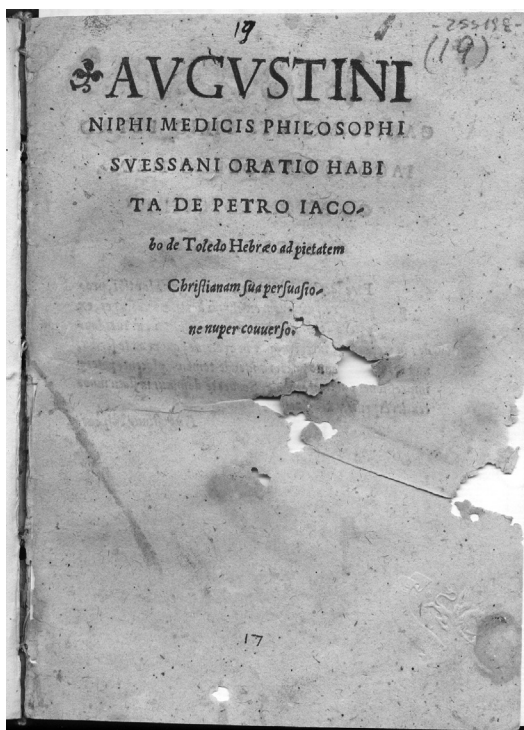 19
-255198-
(19)
AVGVSTINI
NIPHI MEDICIS PHILOSOPHI
SVESSANI ORATIO HABI
TA DE PETRO IACO-
bo de Toledo Hebræo ad pietatem
Christianam sua persuasio-
ne nuper couuerso.
17